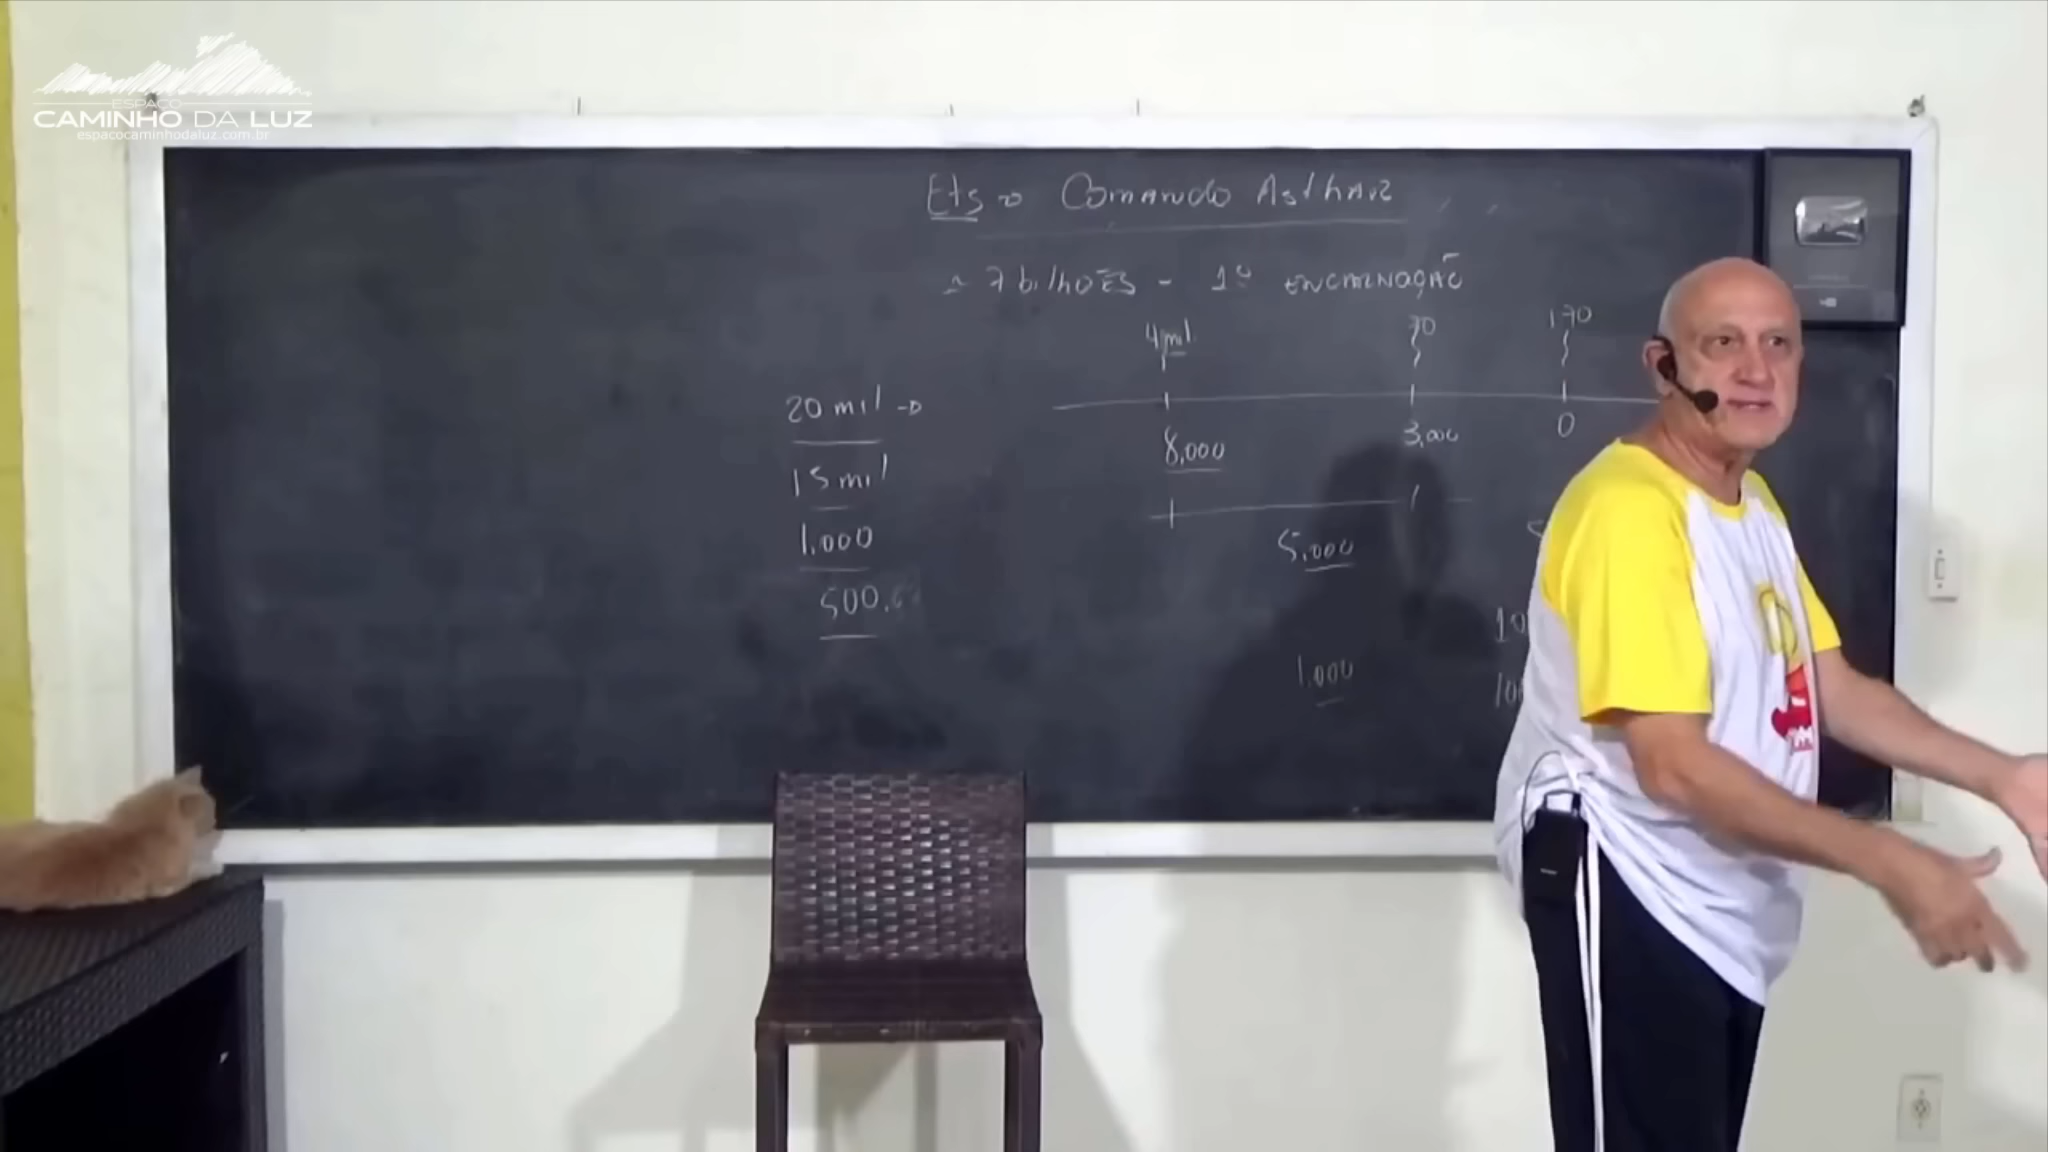 ESPAÇO
CAMINHO DA LUZ
espacocaminhodaluz.com.br
Ets Comando Asthar
7 bilhões - 1º encarnação
4 mil 70 170
20 mil
8,000 3,000 0
15 mil
1.000
5,000
500.
1.000